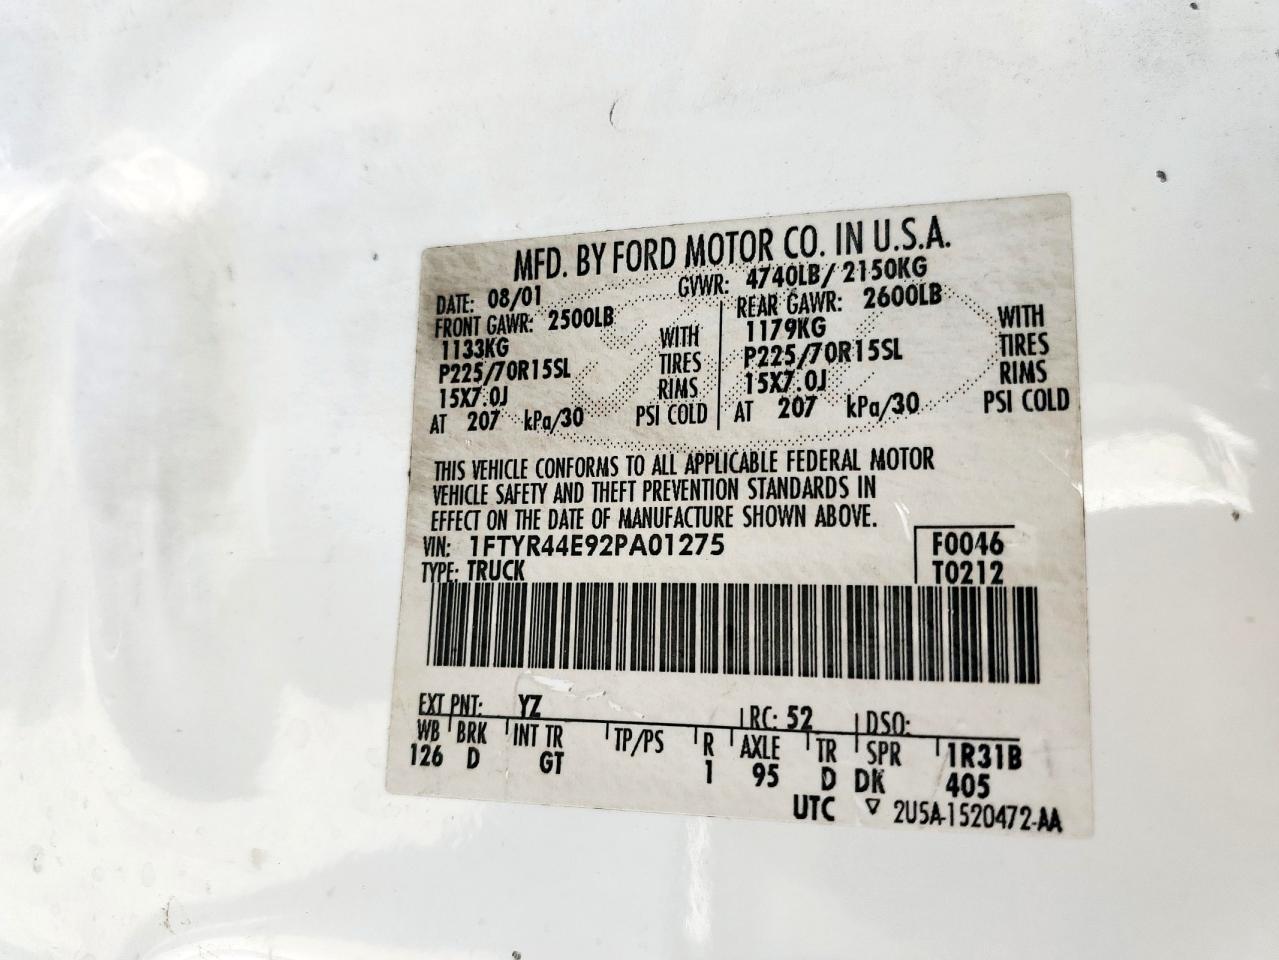 MFD. BY FORD MOTOR CO. IN U.S.A.
DATE: 08/01 GVWR: 4740LB/ 2150KG
FRONT GAWR: 2500LB REAR GAWR: 2600LB
1133KG WITH 1179KG WITH
P225/70R15SL TIRES P225/70R15SL TIRES
15X7.0J RIMS 15X7.0J RIMS
AT 207 kPa/30 PSI COLD AT 207 kPa/30 PSI COLD
THIS VEHICLE CONFORMS TO ALL APPLICABLE FEDERAL MOTOR
VEHICLE SAFETY AND THEFT PREVENTION STANDARDS IN
EFFECT ON THE DATE OF MANUFACTURE SHOWN ABOVE.
VIN: 1FTYR44E92PA01275 F0046
TYPE: TRUCK T0212
EXT PNT: YZ RC: 52 DSO:
WB BRK INT TR TP/PS R AXLE TR SPR 1R31B
126 D GT 1 95 D DK 405
UTC ▽ 2U5A-1520472-AA